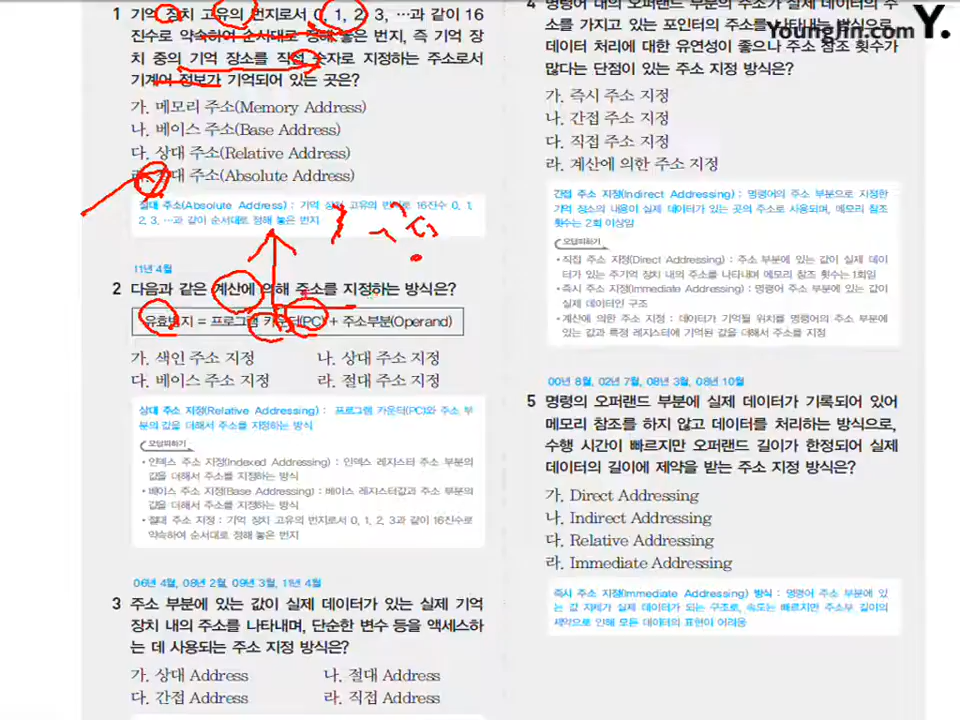 1 기억 장치 고유의 번지로서 0, 1, 2, 3, …과 같이 16
진수로 약속하여 순서대로 정해 놓은 번지, 즉 기억 장
치 중의 기억 장소를 직접 숫자로 지정하는 주소로서
기계어 정보가 기억되어 있는 곳은?
가. 메모리 주소(Memory Address)
나. 베이스 주소(Base Address)
다. 상대 주소(Relative Address)
라. 절대 주소(Absolute Address)
절대 주소(Absolute Address) : 기억 장치 고유의 번지로 16진수 0, 1,
2, 3, …과 같이 순서대로 정해 놓은 번지
11년 4월
2 다음과 같은 계산에 의해 주소를 지정하는 방식은?
유효번지 = 프로그램 카운터(PC) + 주소부분(Operand)
가. 색인 주소 지정 나. 상대 주소 지정
다. 베이스 주소 지정 라. 절대 주소 지정
상대 주소 지정(Relative Addressing) : 프로그램 카운터(PC)와 주소 부
분의 값을 더해서 주소를 지정하는 방식
오답피하기
• 인덱스 주소 지정(Indexed Addressing) : 인덱스 레지스터 주소 부분의
값을 더해서 주소를 지정하는 방식
• 베이스 주소 지정(Base Addressing) : 베이스 레지스터값과 주소 부분의
값을 더해서 주소를 지정하는 방식
• 절대 주소 지정 : 기억 장치 고유의 번지로서 0, 1, 2, 3과 같이 16진수로
약속하여 순서대로 정해 놓은 번지
06년 4월, 08년 2월, 09년 3월, 11년 4월
3 주소 부분에 있는 값이 실제 데이터가 있는 실제 기억
장치 내의 주소를 나타내며, 단순한 변수 등을 액세스하
는 데 사용되는 주소 지정 방식은?
가. 상대 Address 나. 절대 Address
다. 간접 Address 라. 직접 Address
4 명령어 내의 오퍼랜드 부분의 주소가 실제 데이터의 주
소를 가지고 있는 포인터의 주소를 나타내는 방식으로
데이터 처리에 대한 유연성이 좋으나 주소 참조 횟수가
많다는 단점이 있는 주소 지정 방식은?
YoungJin.com Y.
가. 즉시 주소 지정
나. 간접 주소 지정
다. 직접 주소 지정
라. 계산에 의한 주소 지정
간접 주소 지정(Indirect Addressing) : 명령어의 주소 부분으로 지정한
기억 장소의 내용이 실제 데이터가 있는 곳의 주소로 사용되며, 메모리 참조
횟수는 2회 이상임
오답피하기
• 직접 주소 지정(Direct Addressing) : 주소 부분에 있는 값이 실제 데이
터가 있는 주기억 장치 내의 주소를 나타내며 메모리 참조 횟수는 1회임
• 즉시 주소 지정(Immediate Addressing) : 명령어의 주소 부분에 있는 값이
실제 데이터인 구조
• 계산에 의한 주소 지정 : 데이터가 기억될 위치를 명령어의 주소 부분에
있는 값과 특정 레지스터에 기억된 값을 더해서 주소를 지정
00년 8월, 02년 7월, 08년 3월, 08년 10월
5 명령의 오퍼랜드 부분에 실제 데이터가 기록되어 있어
메모리 참조를 하지 않고 데이터를 처리하는 방식으로,
수행 시간이 빠르지만 오퍼랜드 길이가 한정되어 실제
데이터의 길이에 제약을 받는 주소 지정 방식은?
가. Direct Addressing
나. Indirect Addressing
다. Relative Addressing
라. Immediate Addressing
즉시 주소 지정(Immediate Addressing) 방식 : 명령어 주소 부분에 있
는 값 자체가 실제 데이터가 되는 구조로, 속도는 빠르지만 주소부 길이의
제약으로 인해 모든 데이터의 표현이 어려움